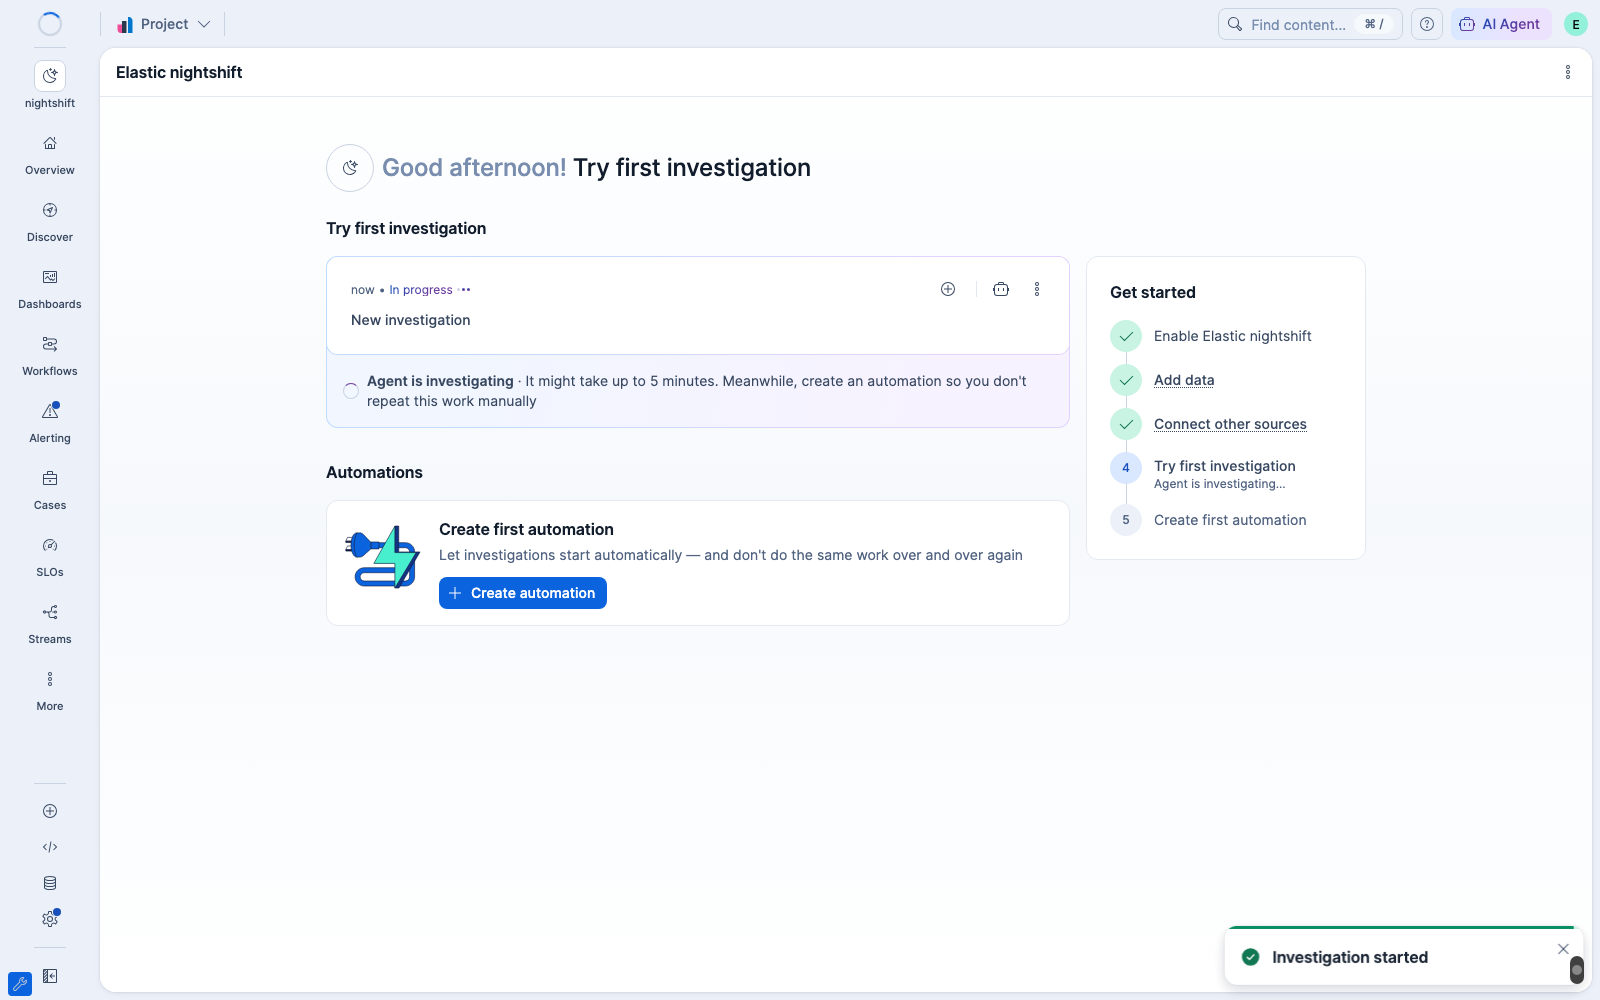 Project
Find content...
⌘ /
AI Agent
E
nightshift
Overview
Discover
Dashboards
Workflows
Alerting
Cases
SLOs
Streams
More
Elastic nightshift
Good afternoon! Try first investigation
Try first investigation
now • In progress
New investigation
Agent is investigating · It might take up to 5 minutes. Meanwhile, create an automation so you don't
repeat this work manually
Automations
Create first automation
Let investigations start automatically — and don't do the same work over and over again
Create automation
Get started
Enable Elastic nightshift
Add data
Connect other sources
4
Try first investigation
Agent is investigating...
5
Create first automation
Investigation started